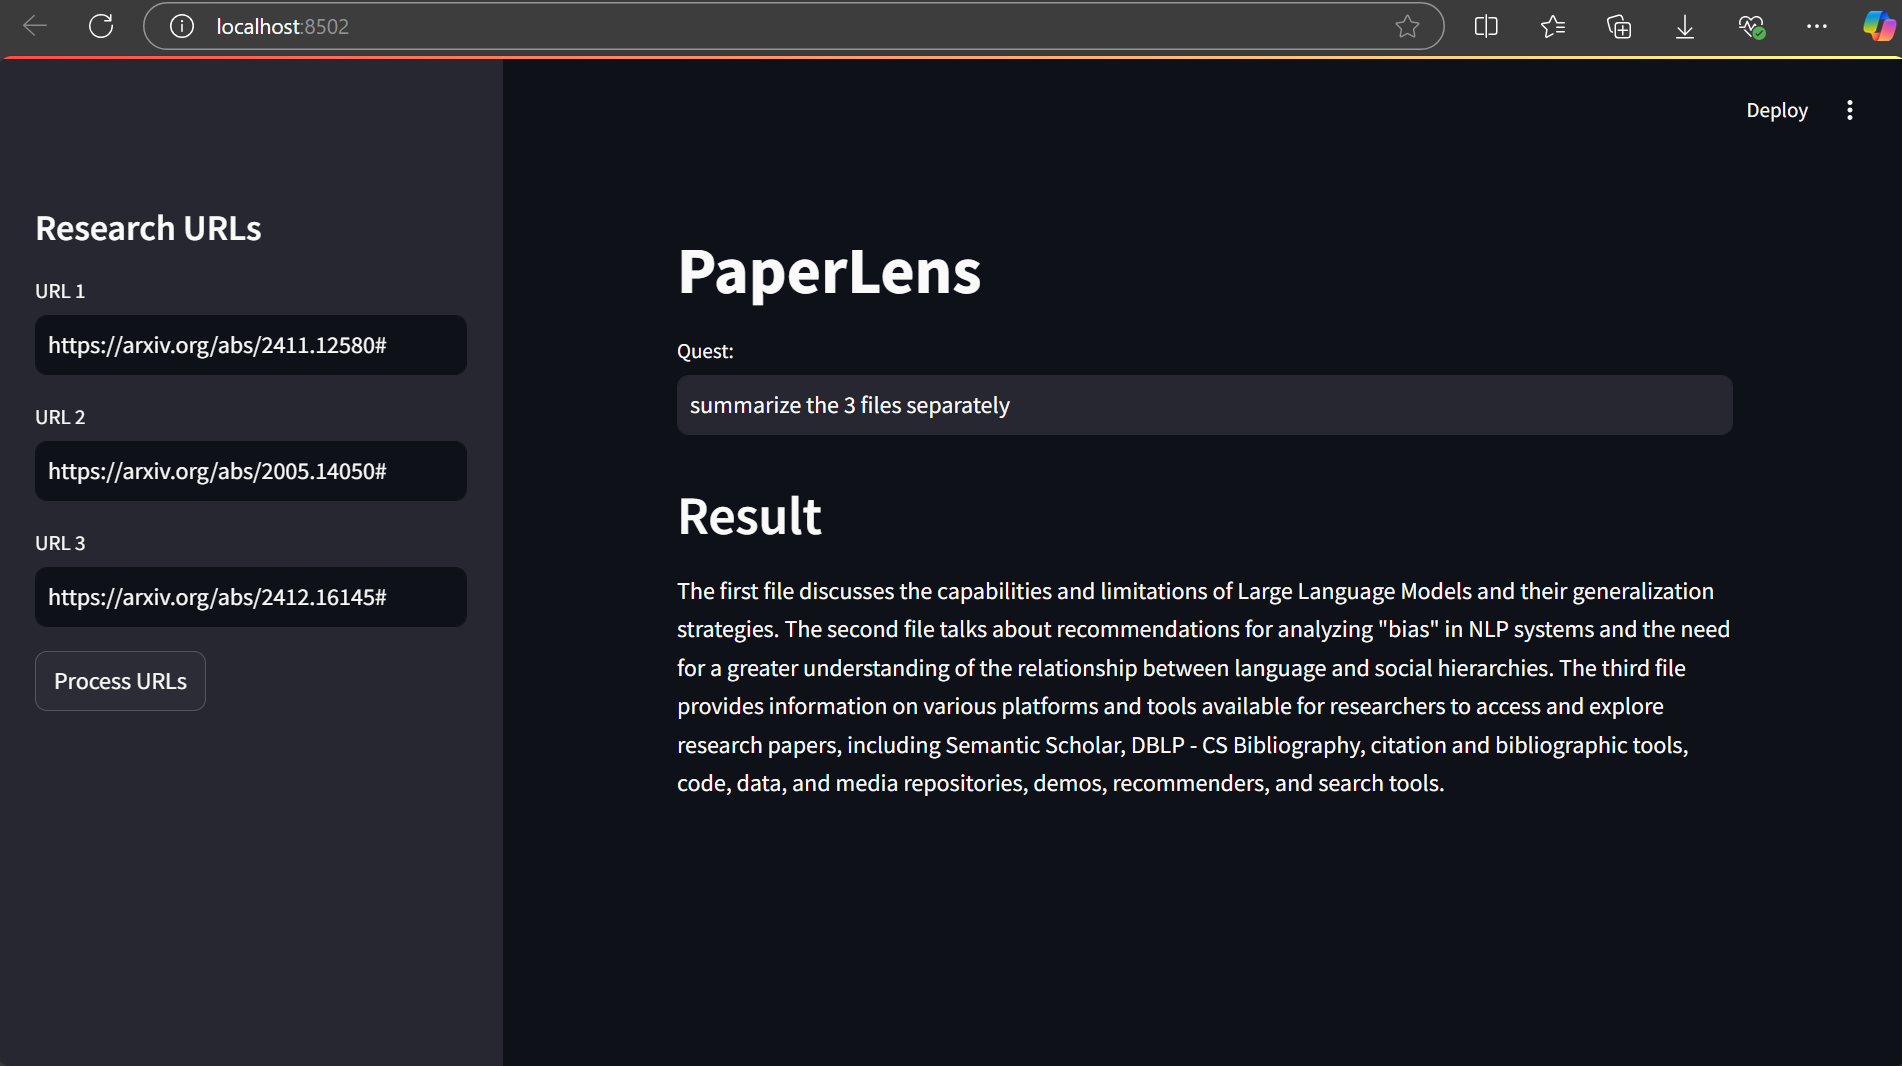 localhost:8502
Deploy
Research URLs
URL 1
https://arxiv.org/abs/2411.12580#
URL 2
https://arxiv.org/abs/2005.14050#
URL 3
https://arxiv.org/abs/2412.16145#
Process URLs
PaperLens
Quest:
summarize the 3 files separately
Result
The first file discusses the capabilities and limitations of Large Language Models and their generalization
strategies. The second file talks about recommendations for analyzing "bias" in NLP systems and the need
for a greater understanding of the relationship between language and social hierarchies. The third file
provides information on various platforms and tools available for researchers to access and explore
research papers, including Semantic Scholar, DBLP - CS Bibliography, citation and bibliographic tools,
code, data, and media repositories, demos, recommenders, and search tools.